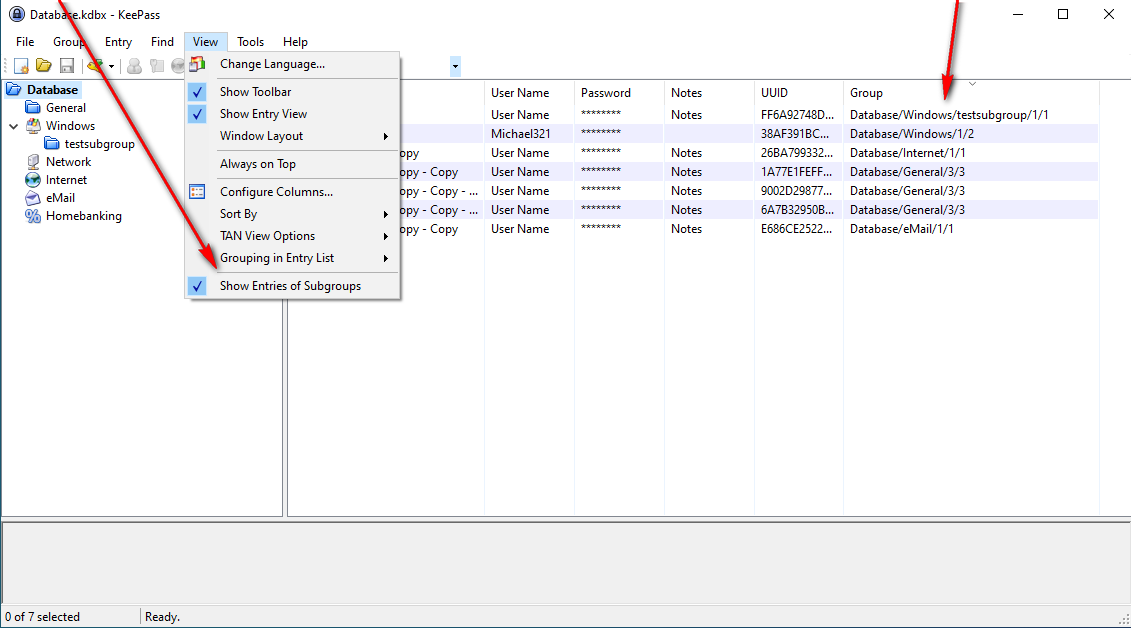 Database.kdbx - KeePass
File Group Entry Find View Tools Help
Change Language...
Show Toolbar
Show Entry View
Window Layout
Always on Top
Configure Columns...
Sort By
TAN View Options
Grouping in Entry List
Show Entries of Subgroups
Database
General
Windows
testsubgroup
Network
Internet
eMail
Homebanking
User Name Password Notes UUID Group
User Name ******** Notes FF6A92748D... Database/Windows/testsubgroup/1/1
Michael321 ******** 38AF391BC... Database/Windows/1/2
opy User Name ******** Notes 26BA799332... Database/Internet/1/1
opy - Copy User Name ******** Notes 1A77E1FEFF... Database/General/3/3
opy - Copy - ... User Name ******** Notes 9002D29877... Database/General/3/3
opy - Copy - ... User Name ******** Notes 6A7B32950B... Database/General/3/3
opy - Copy User Name ******** Notes E686CE2522... Database/eMail/1/1
0 of 7 selected Ready.